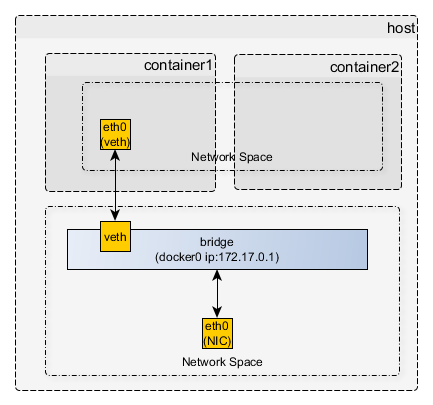 host
container1
container2
eth0
(veth)
Network Space
veth
bridge
(docker0 ip:172.17.0.1)
eth0
(NIC)
Network Space